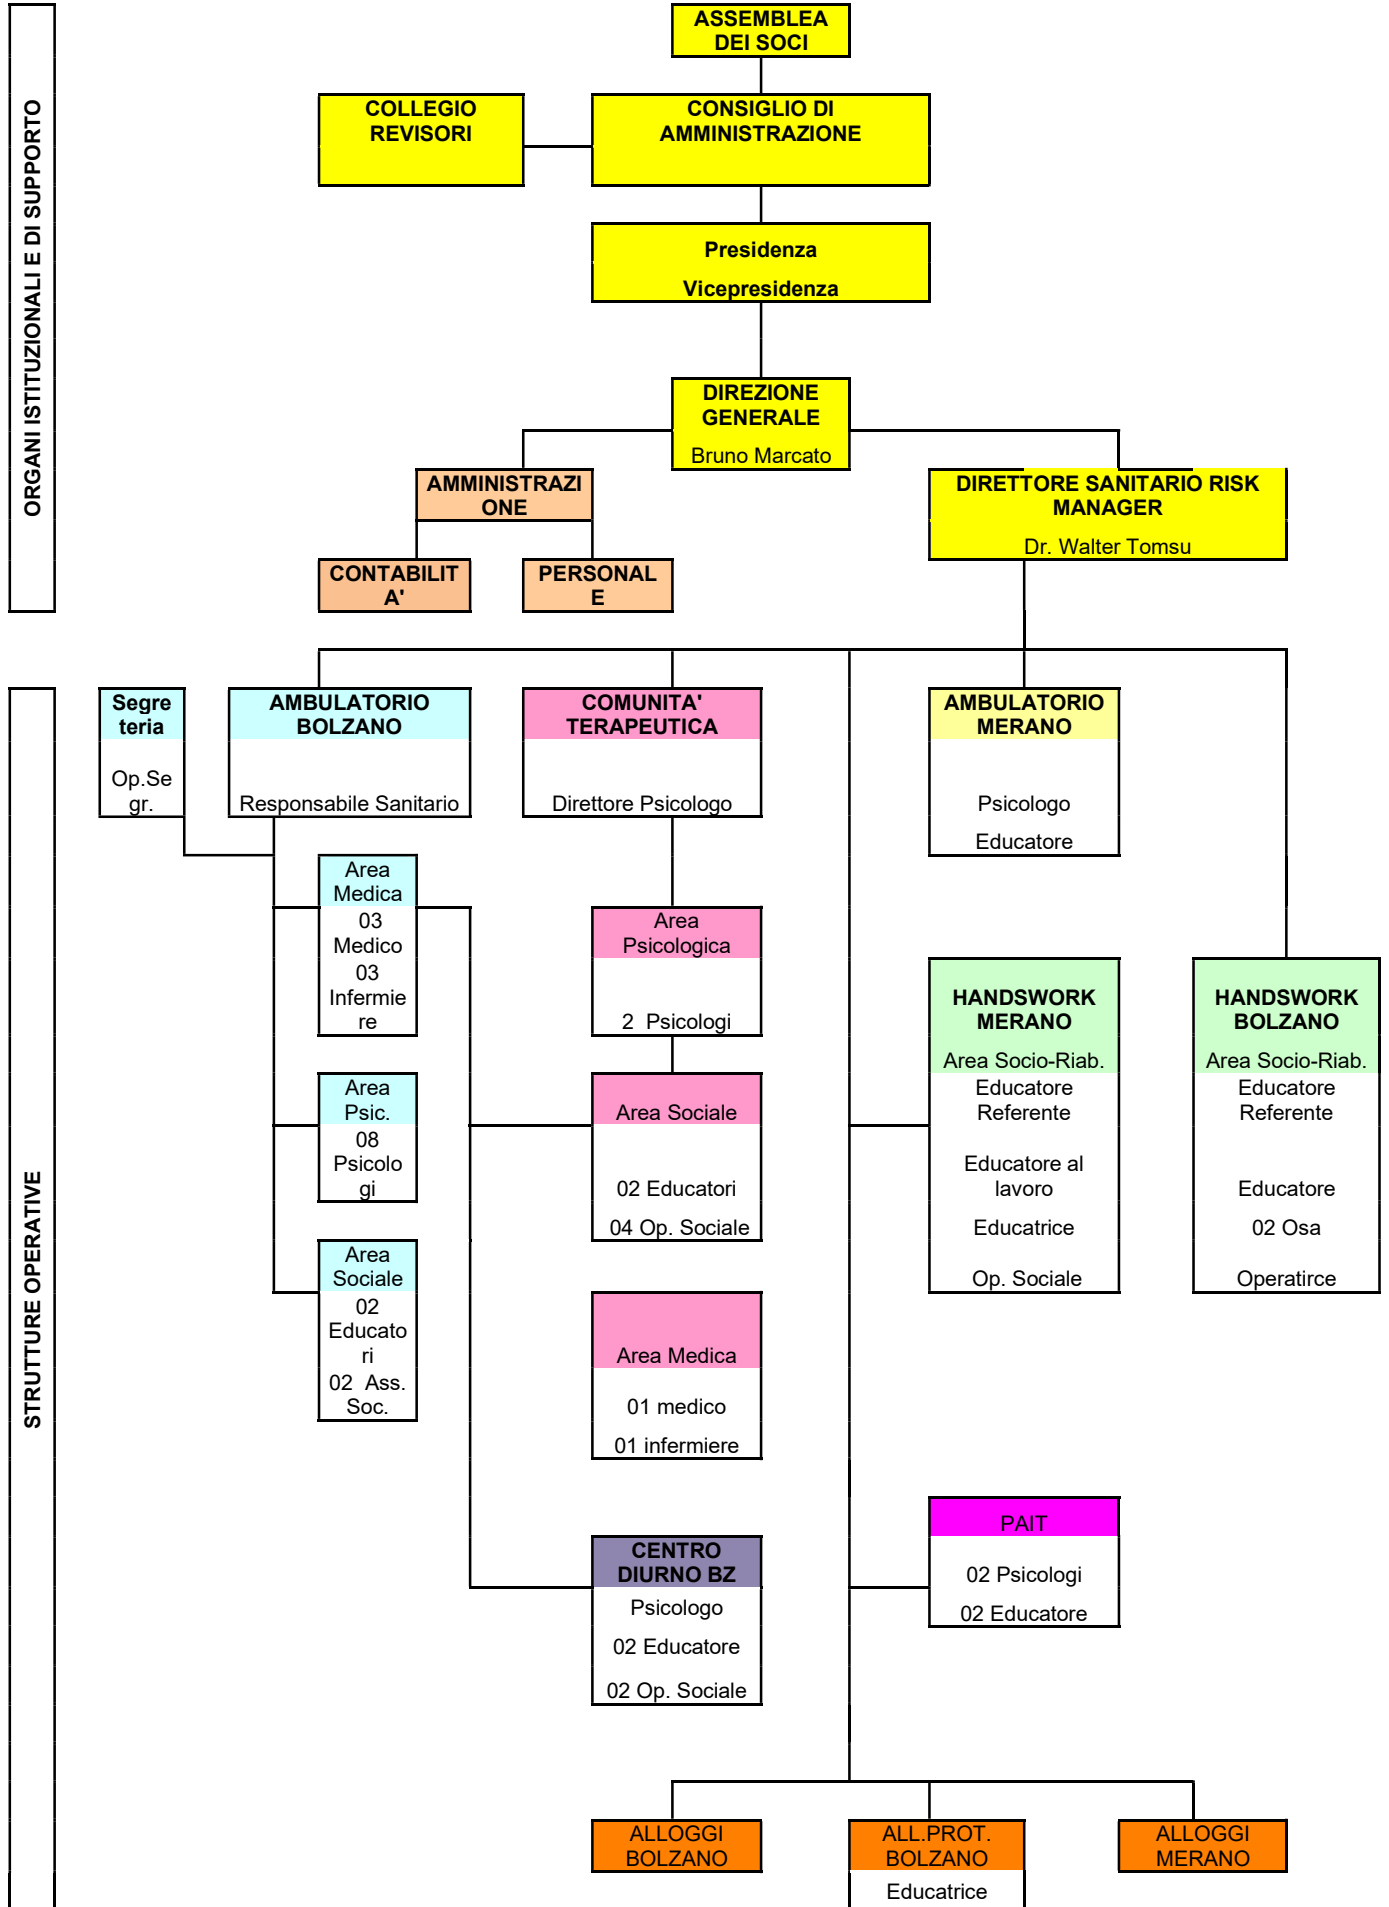 ORGANI ISTITUZIONALI E DI SUPPORTO
ASSEMBLEA
DEI SOCI
COLLEGIO
REVISORI
CONSIGLIO DI
AMMINISTRAZIONE
Presidenza
Vicepresidenza
DIREZIONE
GENERALE
Bruno Marcato
AMMINISTRAZI
ONE
DIRETTORE SANITARIO RISK
MANAGER
Dr. Walter Tomsu
CONTABILIT
A'
PERSONAL
E
STRUTTURE OPERATIVE
Segre
teria
Op.Se
gr.
AMBULATORIO
BOLZANO
Responsabile Sanitario
COMUNITA'
TERAPEUTICA
Direttore Psicologo
AMBULATORIO
MERANO
Psicologo
Educatore
Area
Medica
03
Medico
03
Infermie
re
Area
Psicologica
2 Psicologi
HANDSWORK
MERANO
Area Socio-Riab.
Educatore
Referente
Educatore al
lavoro
Educatrice
Op. Sociale
HANDSWORK
BOLZANO
Area Socio-Riab.
Educatore
Referente
Educatore
02 Osa
Operatirce
Area
Psic.
08
Psicolo
gi
Area Sociale
02 Educatori
04 Op. Sociale
Area
Sociale
02
Educato
ri
02 Ass.
Soc.
Area Medica
01 medico
01 infermiere
PAIT
02 Psicologi
02 Educatore
CENTRO
DIURNO BZ
Psicologo
02 Educatore
02 Op. Sociale
ALLOGGI
BOLZANO
ALL.PROT.
BOLZANO
Educatrice
ALLOGGI
MERANO